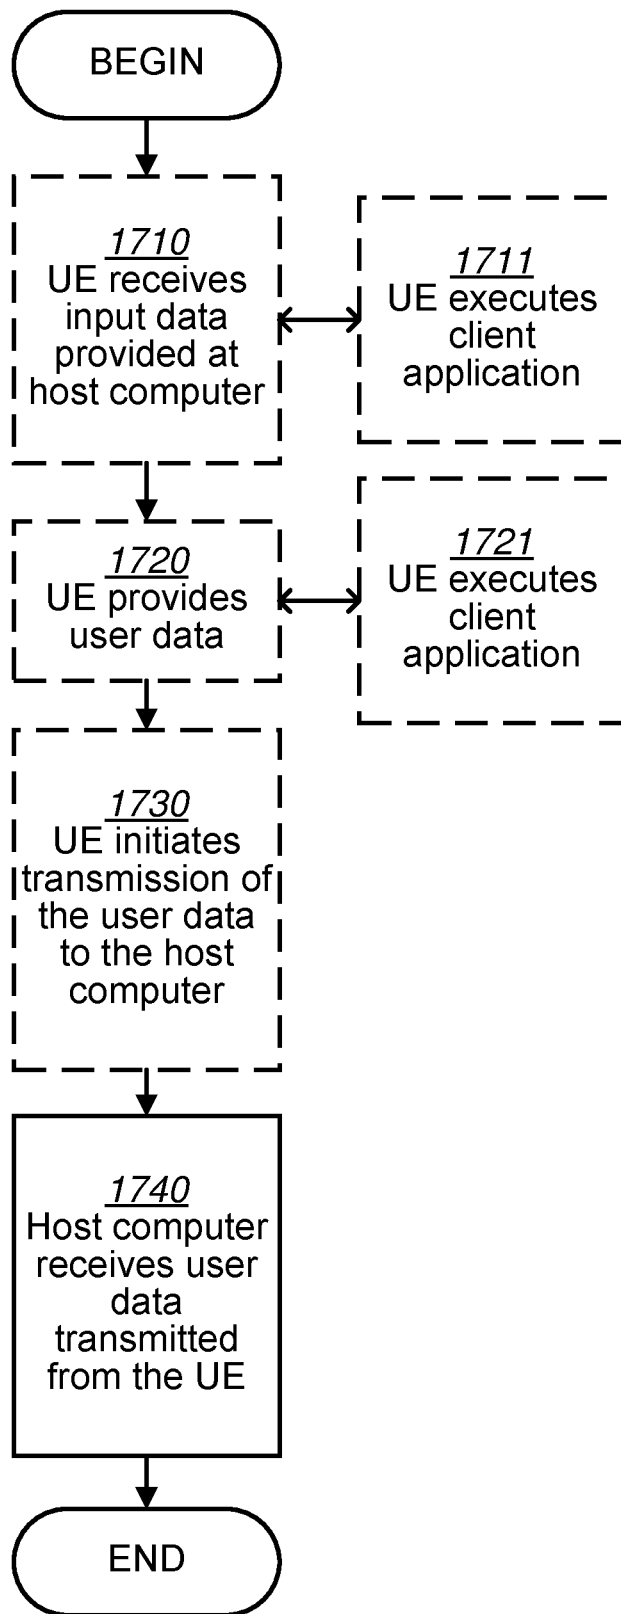 BEGIN
1710
UE receives
input data
provided at
host computer
1711
UE executes
client
application
1720
UE provides
user data
1721
UE executes
client
application
1730
UE initiates
transmission of
the user data
to the host
computer
1740
Host computer
receives user
data
transmitted
from the UE
END